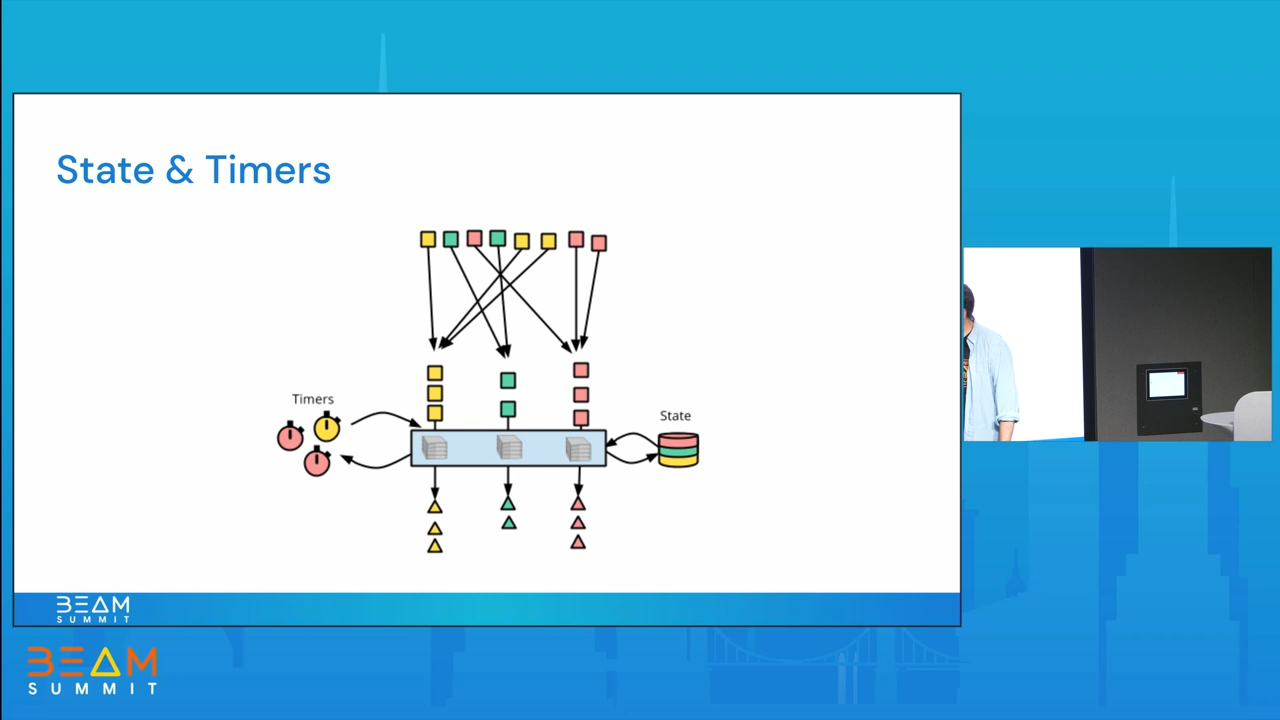 State & Timers
Timers
State
BEAM
SUMMIT
BEAM
SUMMIT